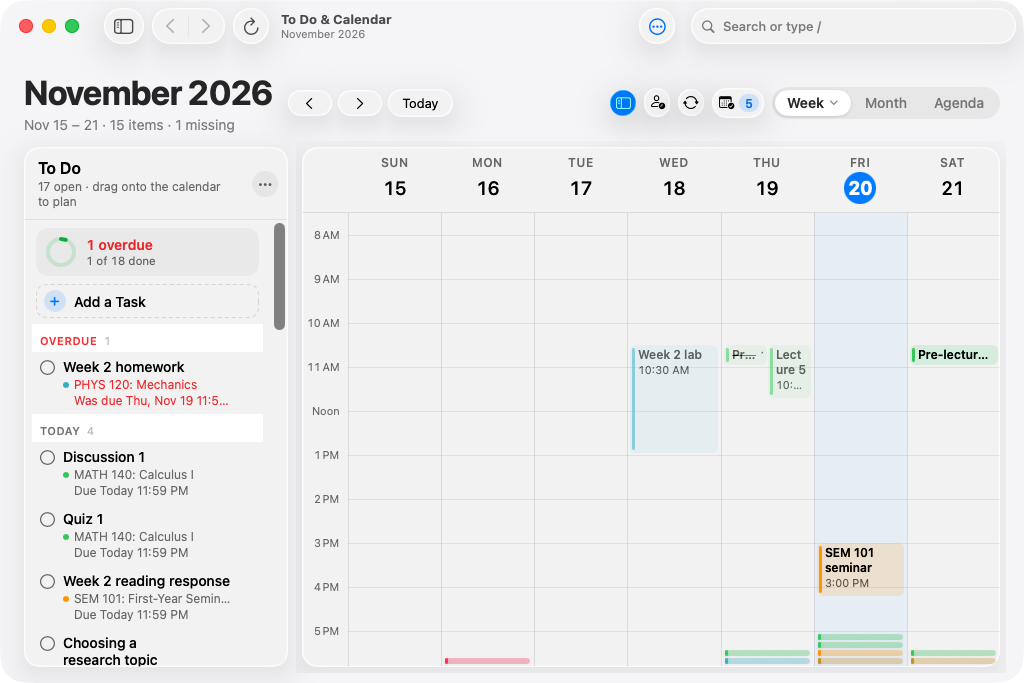 To Do & Calendar
November 2026
Search or type /
November 2026
Nov 15 – 21 · 15 items · 1 missing
Today
5
Week
Month
Agenda
To Do
17 open · drag onto the calendar
to plan
1 overdue
1 of 18 done
Add a Task
OVERDUE 1
Week 2 homework
PHYS 120: Mechanics
Was due Thu, Nov 19 11:5...
TODAY 4
Discussion 1
MATH 140: Calculus I
Due Today 11:59 PM
Quiz 1
MATH 140: Calculus I
Due Today 11:59 PM
Week 2 reading response
SEM 101: First-Year Semin...
Due Today 11:59 PM
Choosing a
research topic
SUN MON TUE WED THU FRI SAT
15 16 17 18 19 20 21
8 AM
9 AM
10 AM
11 AM
Noon
1 PM
2 PM
3 PM
4 PM
5 PM
Week 2 lab
10:30 AM
Pr...
Lect
ure 5
10:...
Pre-lectur...
SEM 101
seminar
3:00 PM